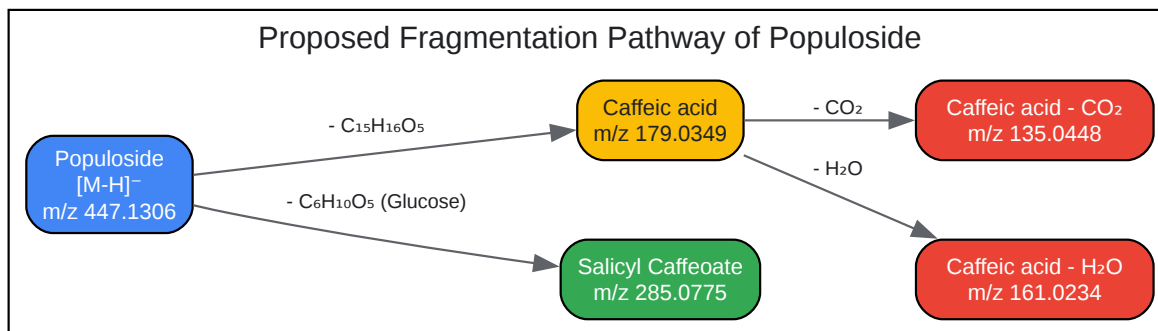 Proposed Fragmentation Pathway of Populoside
Populoside
[M-H]⁻
m/z 447.1306
- C₁₅H₁₆O₅
- C₆H₁₀O₅ (Glucose)
Caffeic acid
m/z 179.0349
Salicyl Caffeoate
m/z 285.0775
- CO₂
- H₂O
Caffeic acid - CO₂
m/z 135.0448
Caffeic acid - H₂O
m/z 161.0234